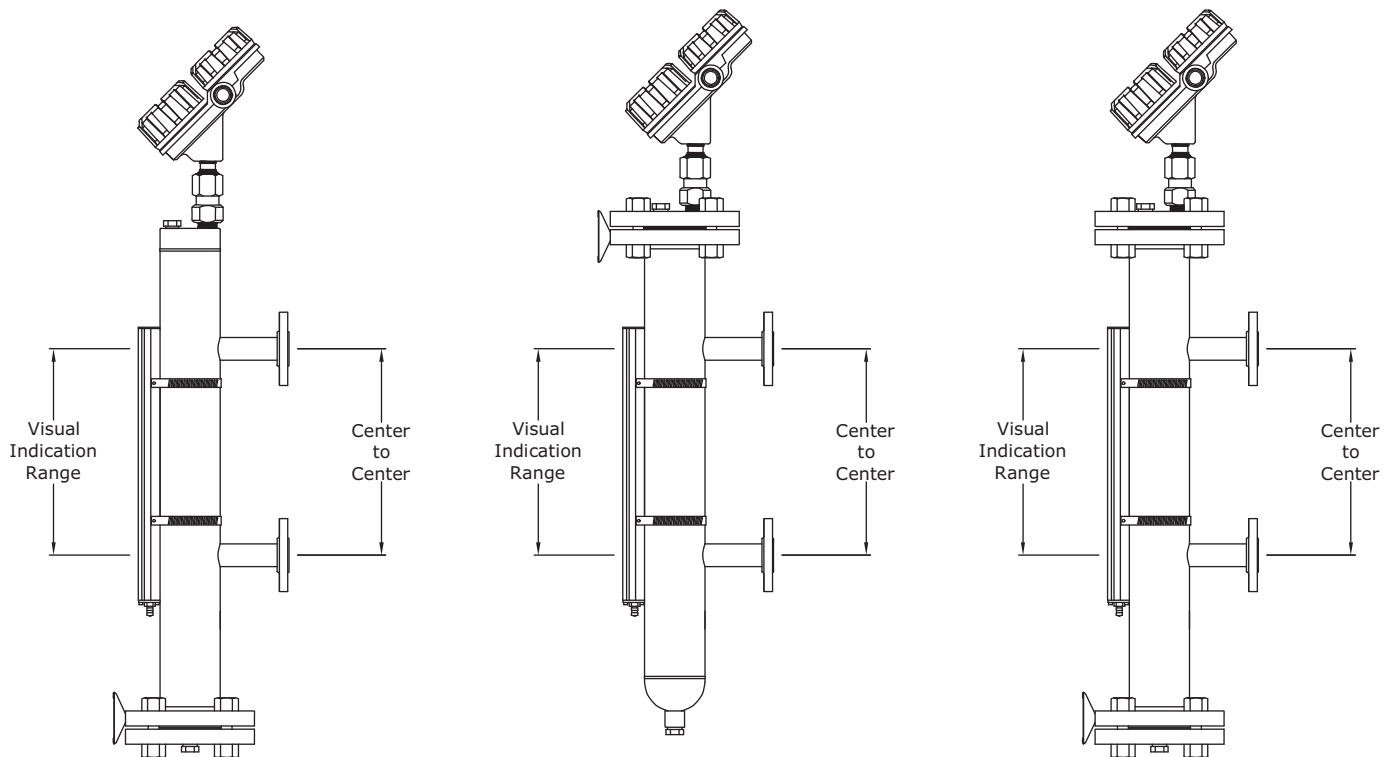 Visual
Indication
Range
Center
to
Center
Visual
Indication
Range
Center
to
Center
Visual
Indication
Range
Center
to
Center